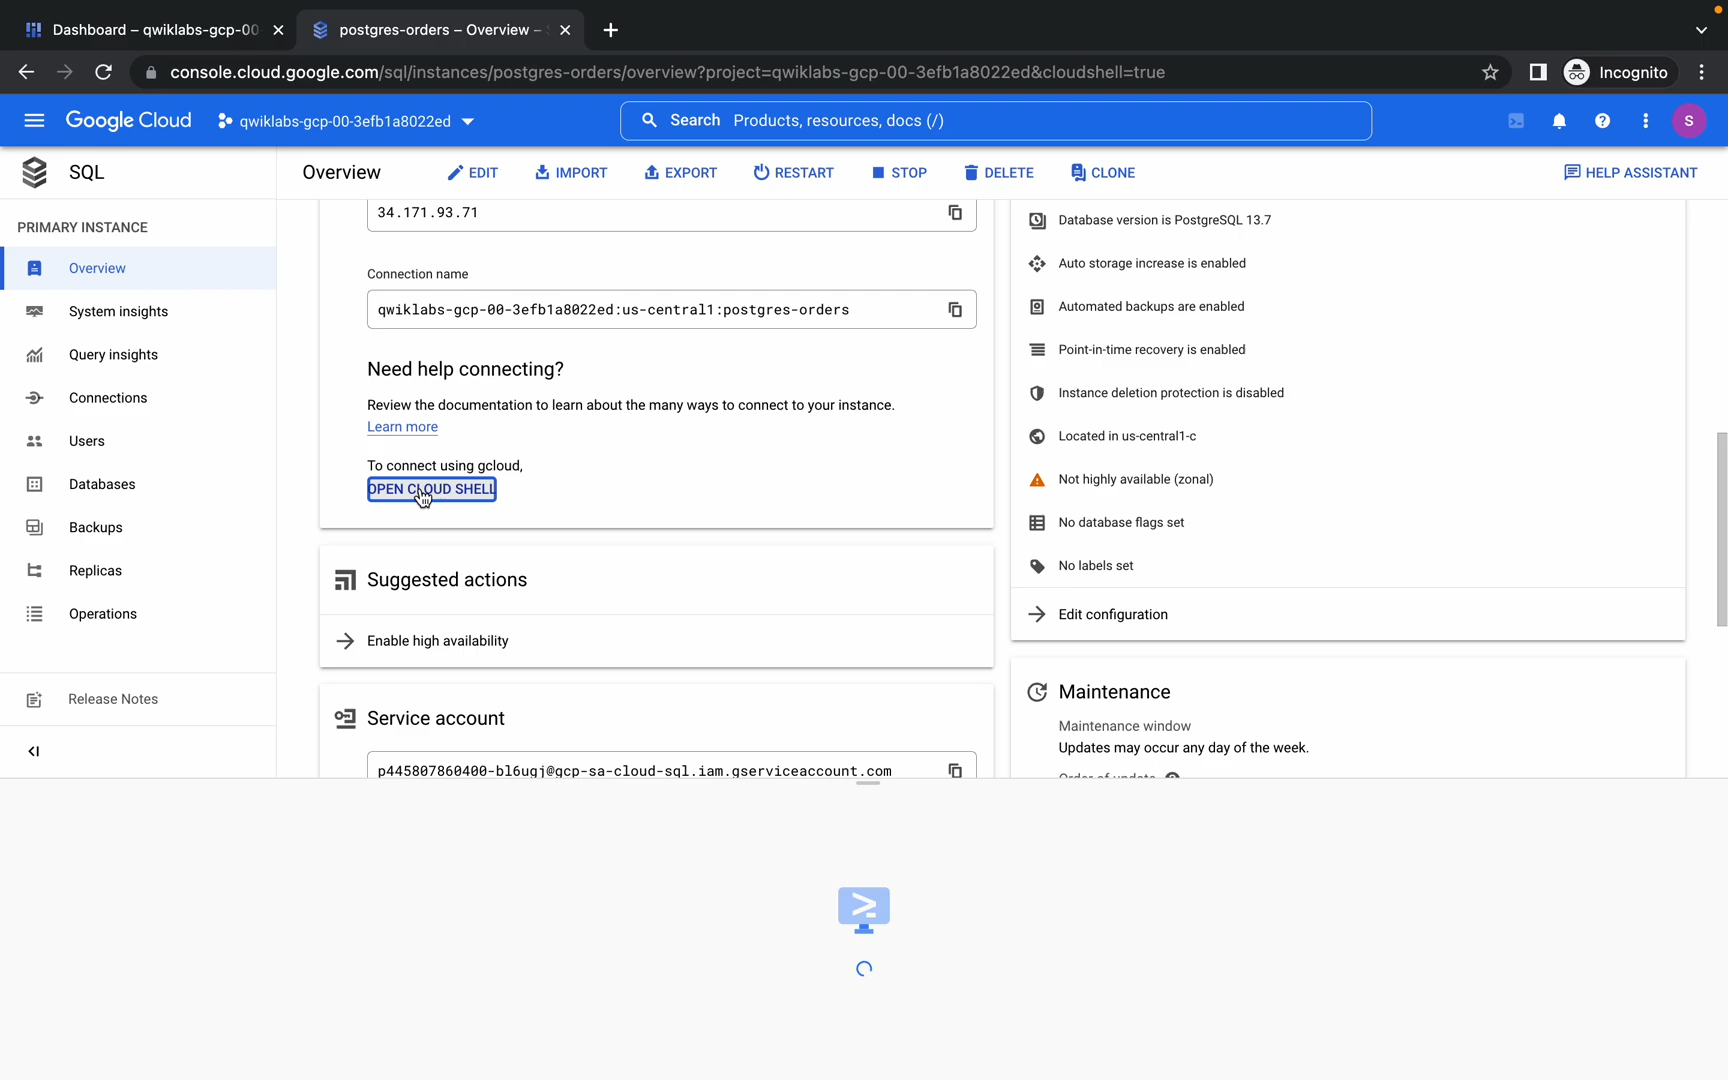 Dashboard – qwiklabs-gcp-00
postgres-orders – Overview –
console.cloud.google.com/sql/instances/postgres-orders/overview?project=qwiklabs-gcp-00-3efb1a8022ed&cloudshell=true
Incognito
Google Cloud
qwiklabs-gcp-00-3efb1a8022ed
Search Products, resources, docs (/)
S
SQL
Overview
EDIT
IMPORT
EXPORT
RESTART
STOP
DELETE
CLONE
HELP ASSISTANT
PRIMARY INSTANCE
Overview
System insights
Query insights
Connections
Users
Databases
Backups
Replicas
Operations
Release Notes
34.171.93.71
Connection name
qwiklabs-gcp-00-3efb1a8022ed:us-central1:postgres-orders
Need help connecting?
Review the documentation to learn about the many ways to connect to your instance.
Learn more
To connect using gcloud,
OPEN CLOUD SHELL
Suggested actions
Enable high availability
Service account
p445807860400-bl6ugj@gcp-sa-cloud-sql.iam.gserviceaccount.com
Database version is PostgreSQL 13.7
Auto storage increase is enabled
Automated backups are enabled
Point-in-time recovery is enabled
Instance deletion protection is disabled
Located in us-central1-c
Not highly available (zonal)
No database flags set
No labels set
Edit configuration
Maintenance
Maintenance window
Updates may occur any day of the week.
Order of update